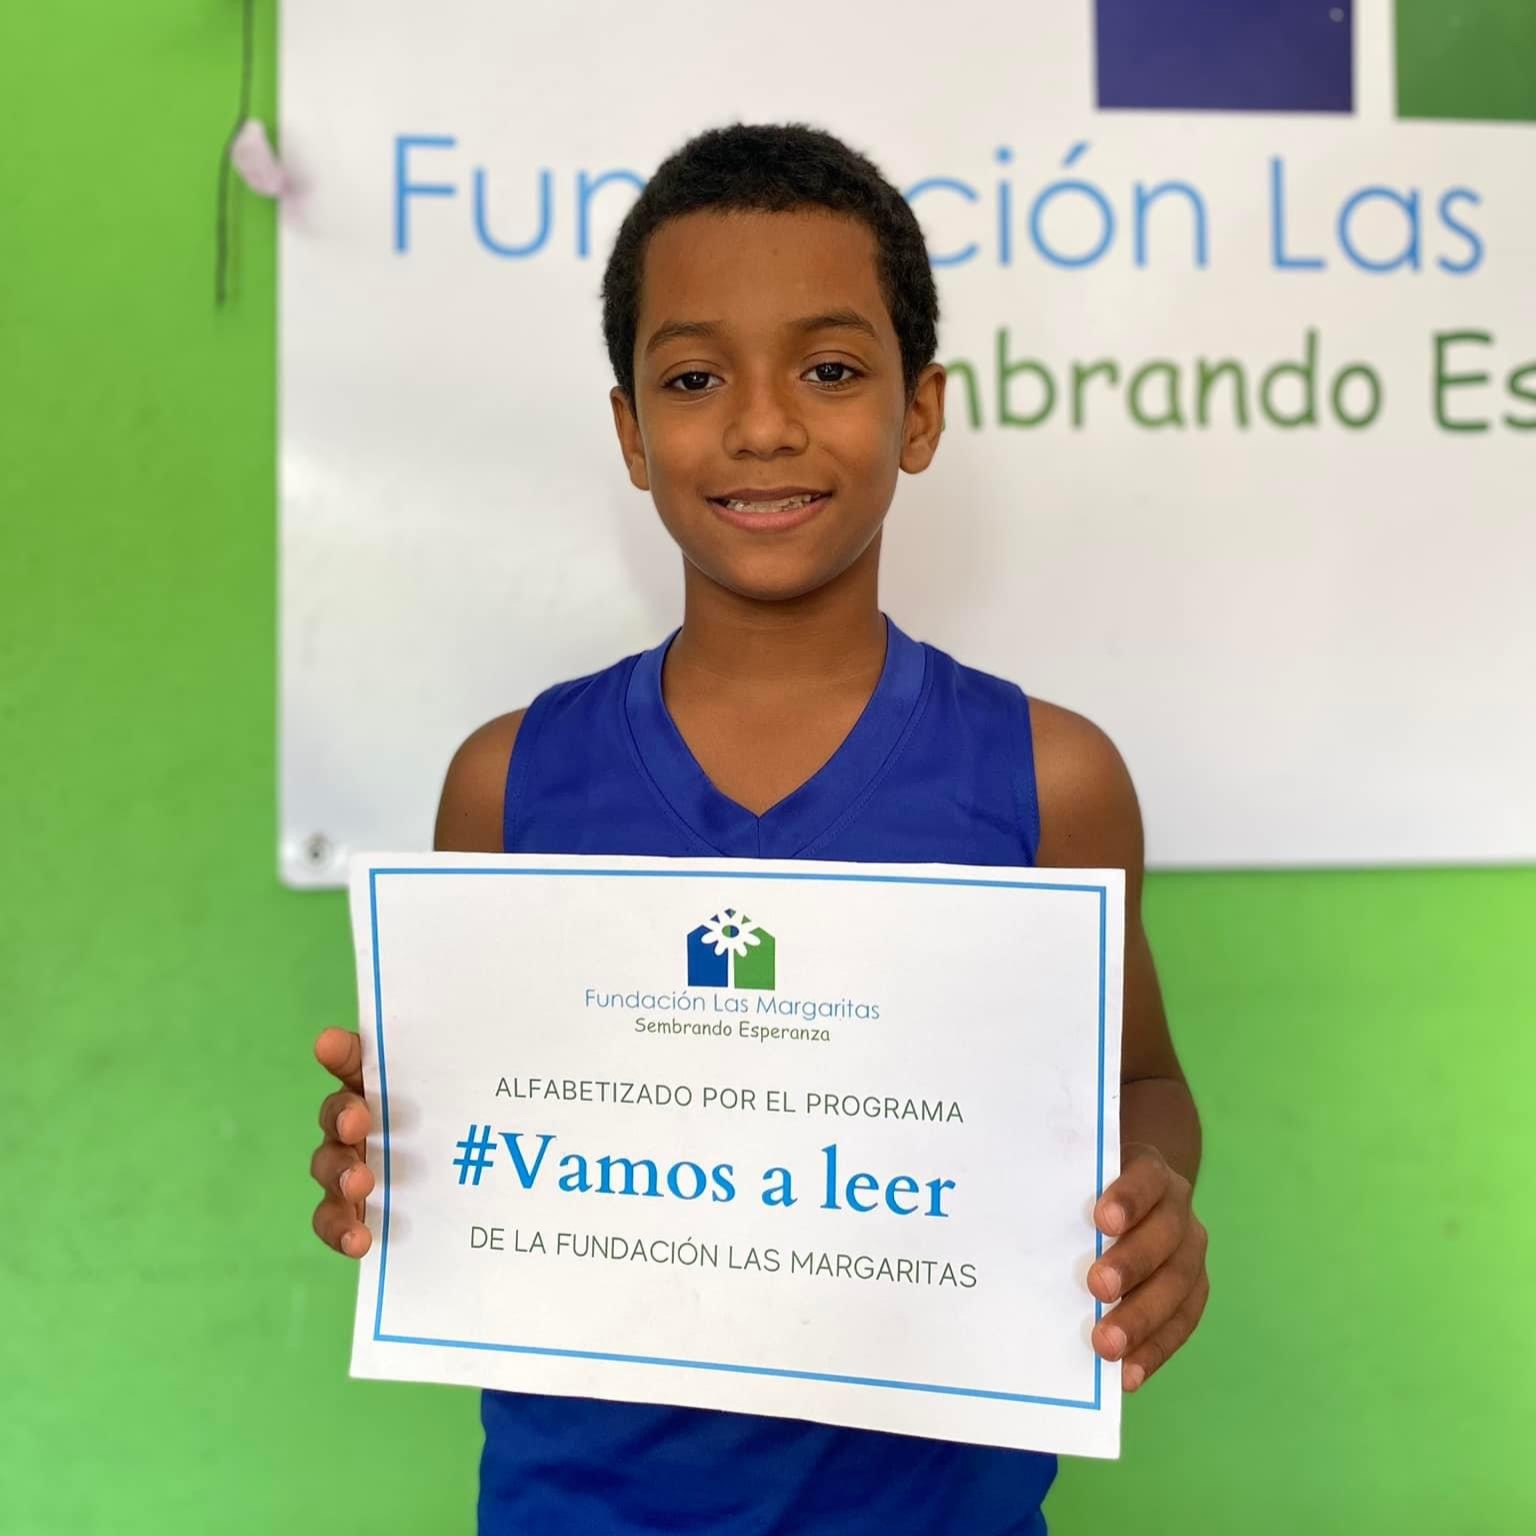 Fun ción Las
mbrando Es
Fundación Las Margaritas
Sembrando Esperanza
ALFABETIZADO POR EL PROGRAMA
#Vamos a leer
DE LA FUNDACIÓN LAS MARGARITAS